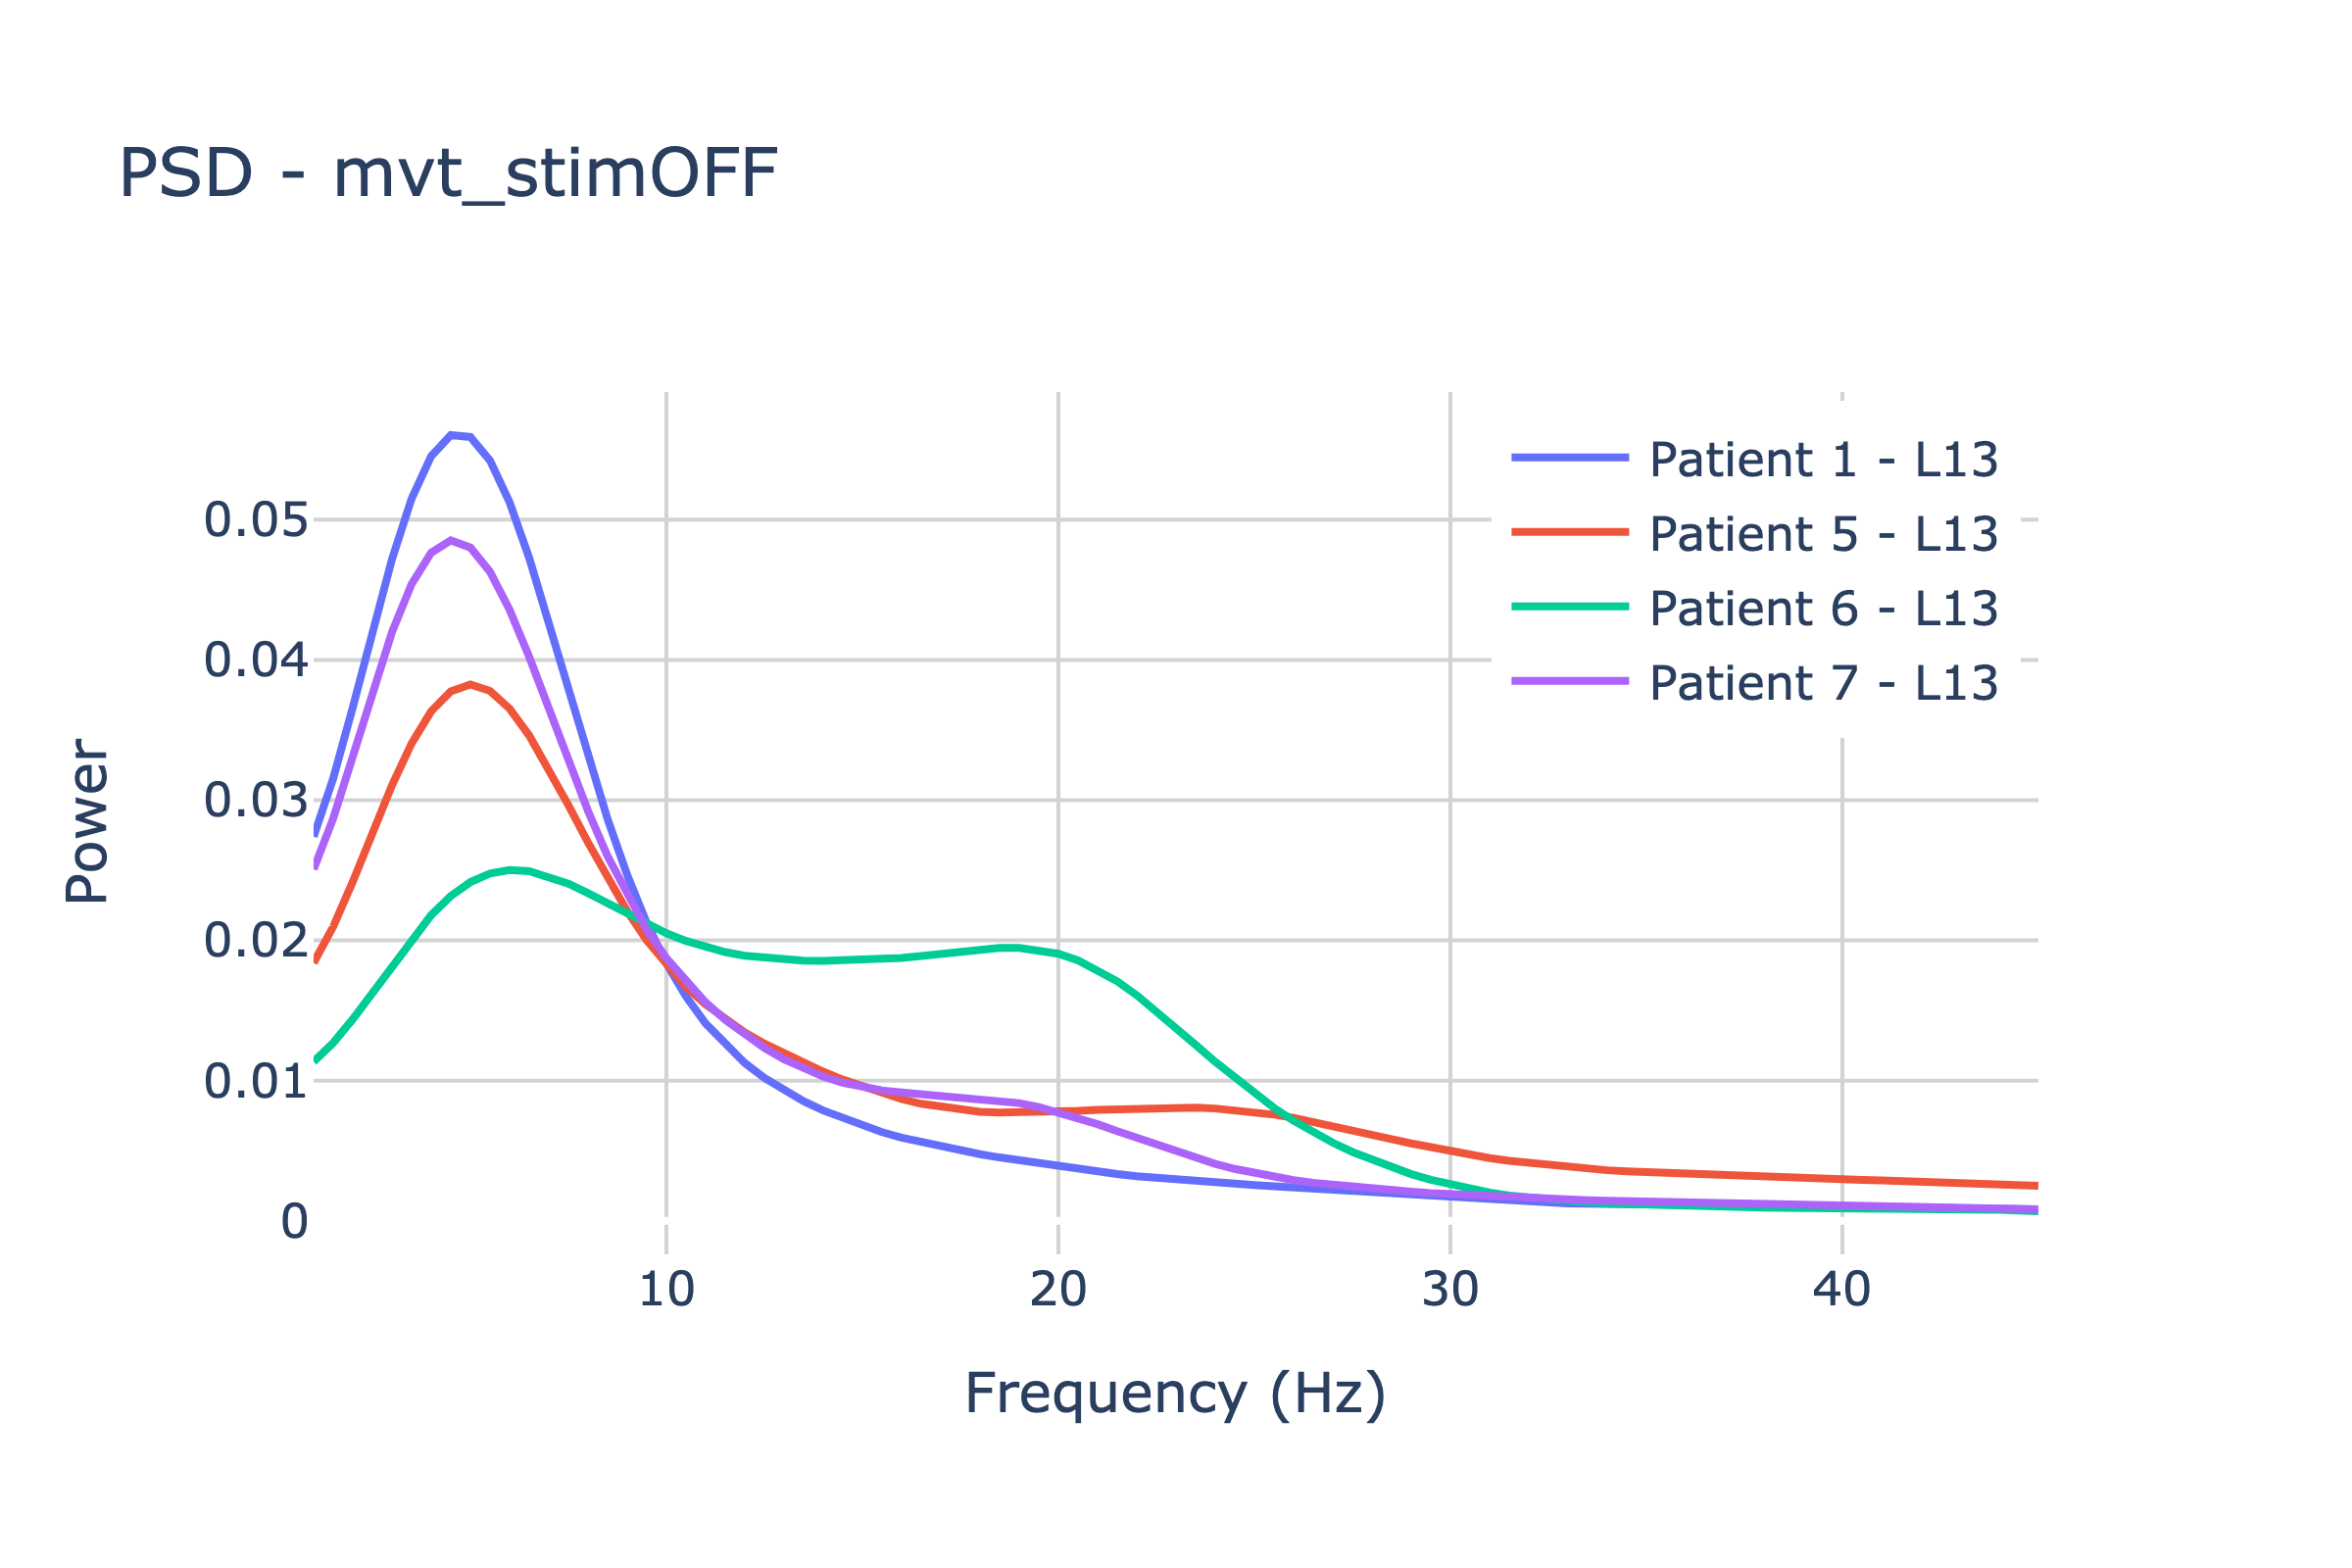 PSD - mvt_stimOFF
Patient 1 - L13
Patient 5 - L13
Patient 6 - L13
Patient 7 - L13
Power
0.05
0.04
0.03
0.02
0.01
0
10
20
30
40
Frequency (Hz)